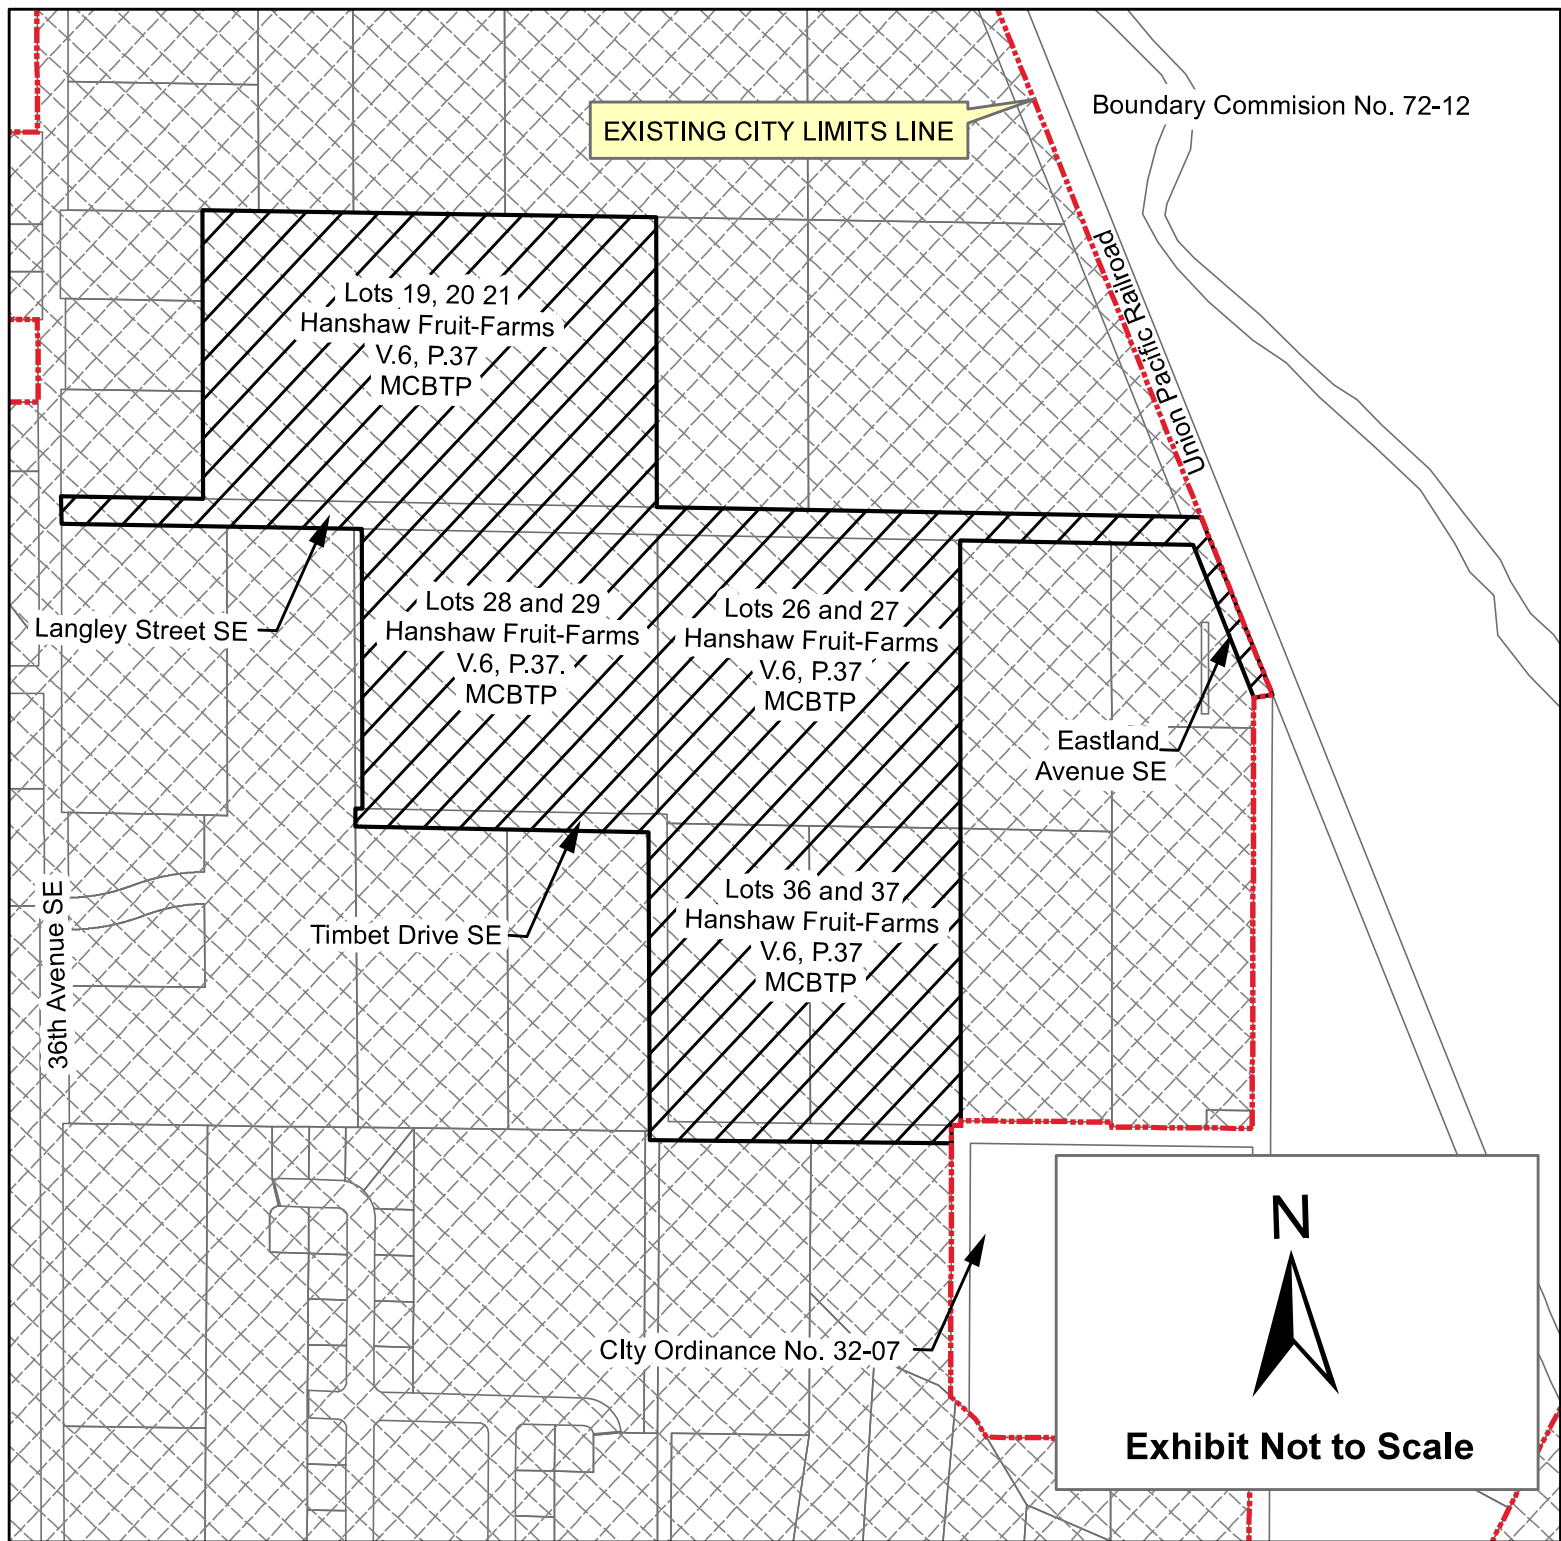 Boundary Commision No. 72-12
EXISTING CITY LIMITS LINE
Union Pacific Railroad
Lots 19, 20 21
Hanshaw Fruit-Farms
V.6, P.37
MCBTP
Langley Street SE
Lots 28 and 29
Hanshaw Fruit-Farms
V.6, P.37.
MCBTP
Lots 26 and 27
Hanshaw Fruit-Farms
V.6, P.37
MCBTP
Eastland
Avenue SE
36th Avenue SE
Timbet Drive SE
Lots 36 and 37
Hanshaw Fruit-Farms
V.6, P.37
MCBTP
N
CIty Ordinance No. 32-07
Exhibit Not to Scale